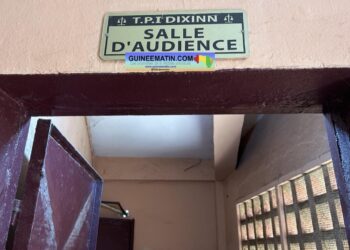 T.P.I DIXINN
SALLE
D'AUDIENCE
GUINEEMATIN.COM